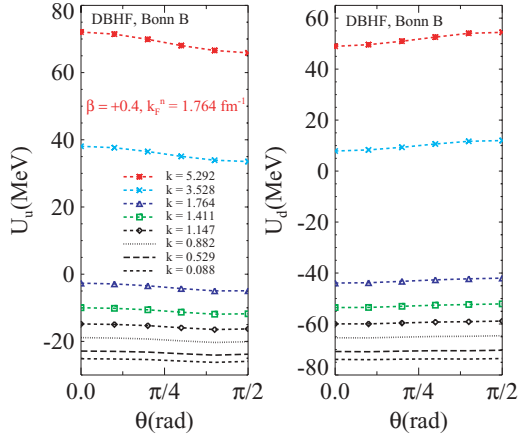 DBHF, Bonn B
β = +0.4, k_F^n = 1.764 fm^-1
U_u(MeV)
80
60
40
20
0
-20
k = 5.292
k = 3.528
k = 1.764
k = 1.411
k = 1.147
k = 0.882
k = 0.529
k = 0.088
0.0 π/4 π/2
θ(rad)
DBHF, Bonn B
U_d(MeV)
60
40
20
0
-20
-40
-60
-80
0.0 π/4 π/2
θ(rad)